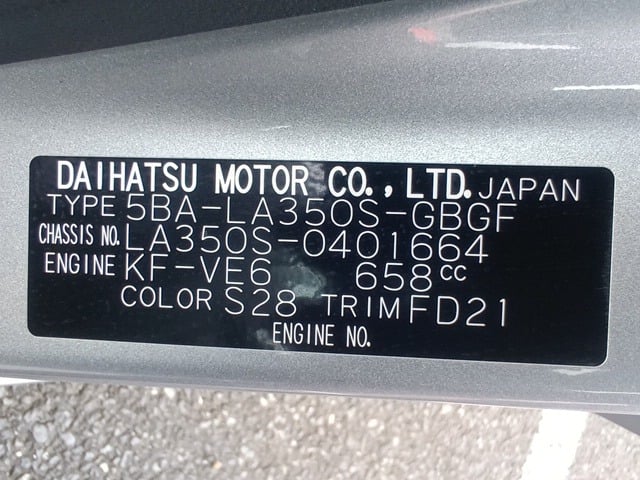 DAIHATSU MOTOR CO., LTD. JAPAN
TYPE 5BA-LA350S-GBGF
CHASSIS NO. LA350S-0401664
ENGINE KF-VE6 658cc
COLOR S28 TRIM FD21
ENGINE NO.